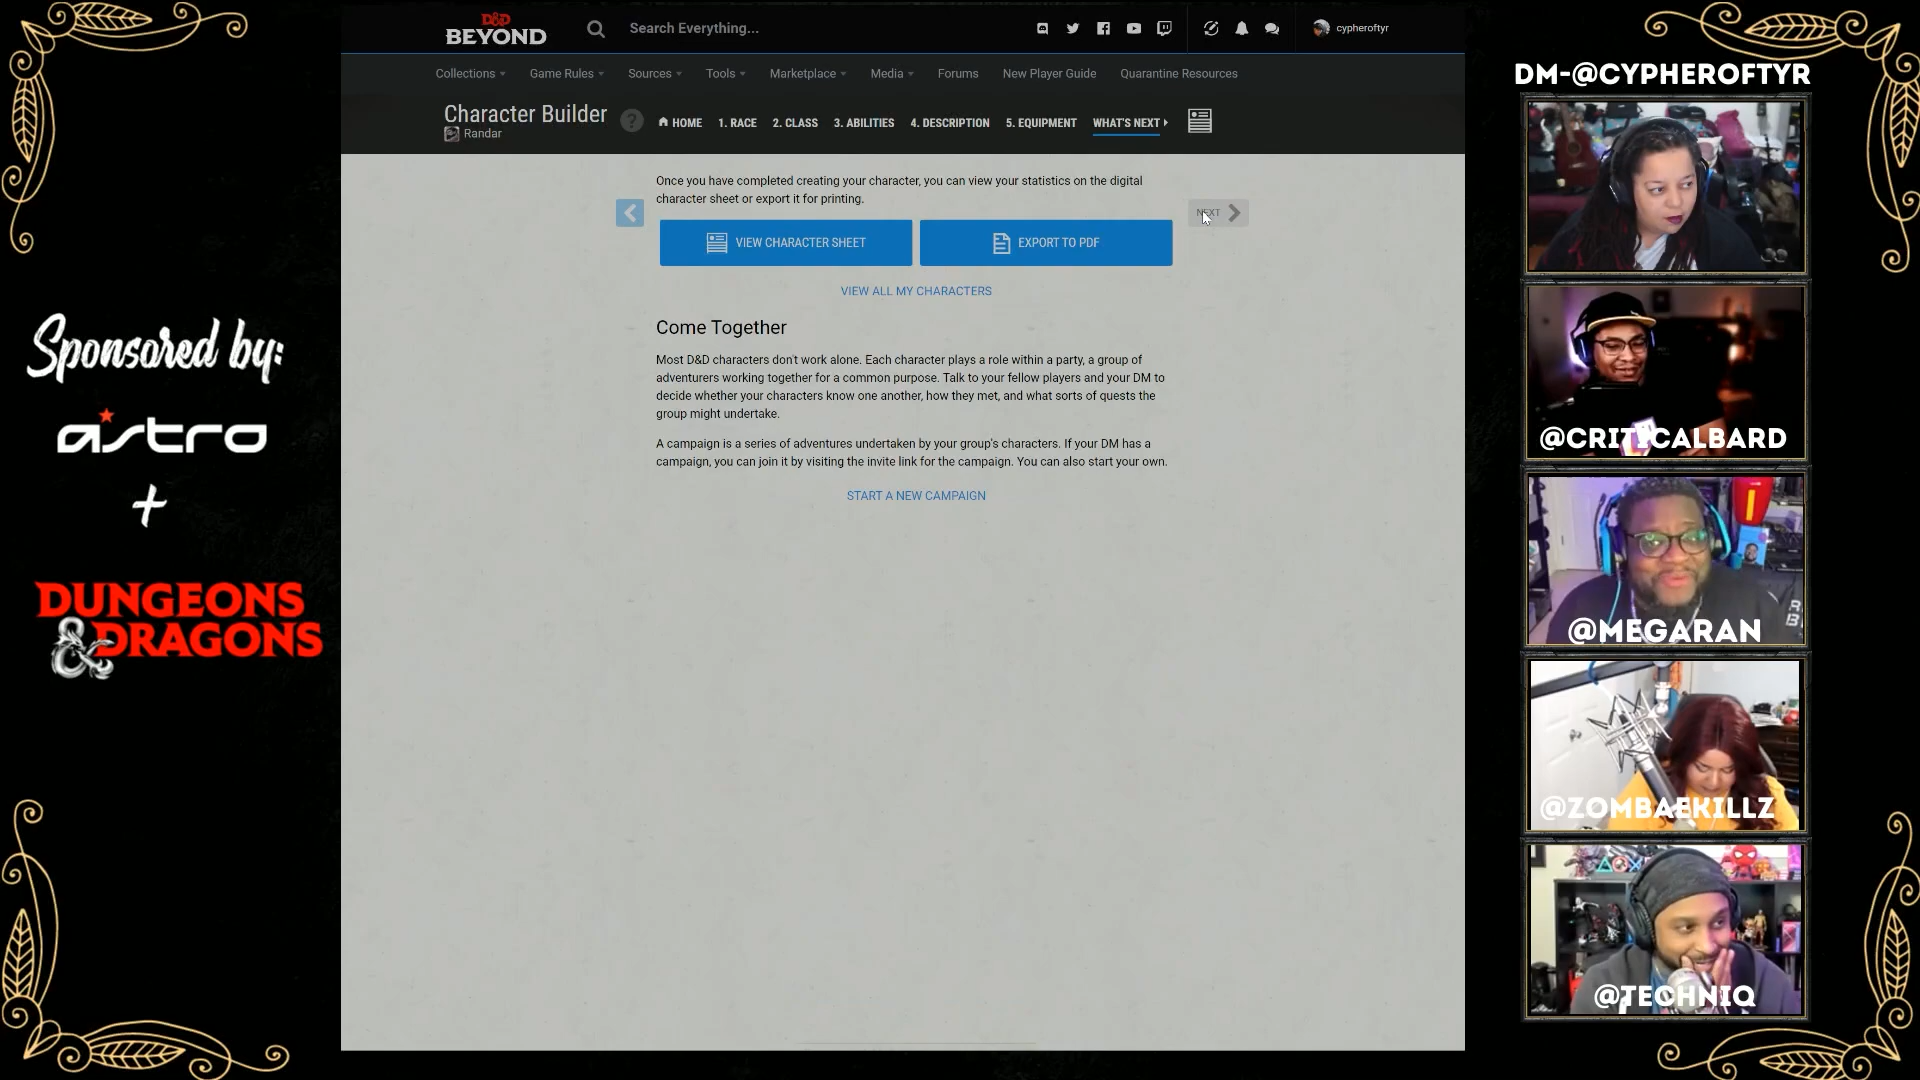 Sponsored by:
astro
+
DUNGEONS
& DRAGONS
D&D
BEYOND
Search Everything...
cypheroftyr
Collections
Game Rules
Sources
Tools
Marketplace
Media
Forums
New Player Guide
Quarantine Resources
Character Builder
Randar
?
HOME
1. RACE
2. CLASS
3. ABILITIES
4. DESCRIPTION
5. EQUIPMENT
WHAT'S NEXT
Once you have completed creating your character, you can view your statistics on the digital
character sheet or export it for printing.
NEXT
VIEW CHARACTER SHEET
EXPORT TO PDF
VIEW ALL MY CHARACTERS
Come Together
Most D&D characters don't work alone. Each character plays a role within a party, a group of
adventurers working together for a common purpose. Talk to your fellow players and your DM to
decide whether your characters know one another, how they met, and what sorts of quests the
group might undertake.
A campaign is a series of adventures undertaken by your group's characters. If your DM has a
campaign, you can join it by visiting the invite link for the campaign. You can also start your own.
START A NEW CAMPAIGN
DM-@CYPHEROFTYR
@CRITICALBARD
@MEGARAN
@ZOMBAEKILLZ
@TECHNIQ